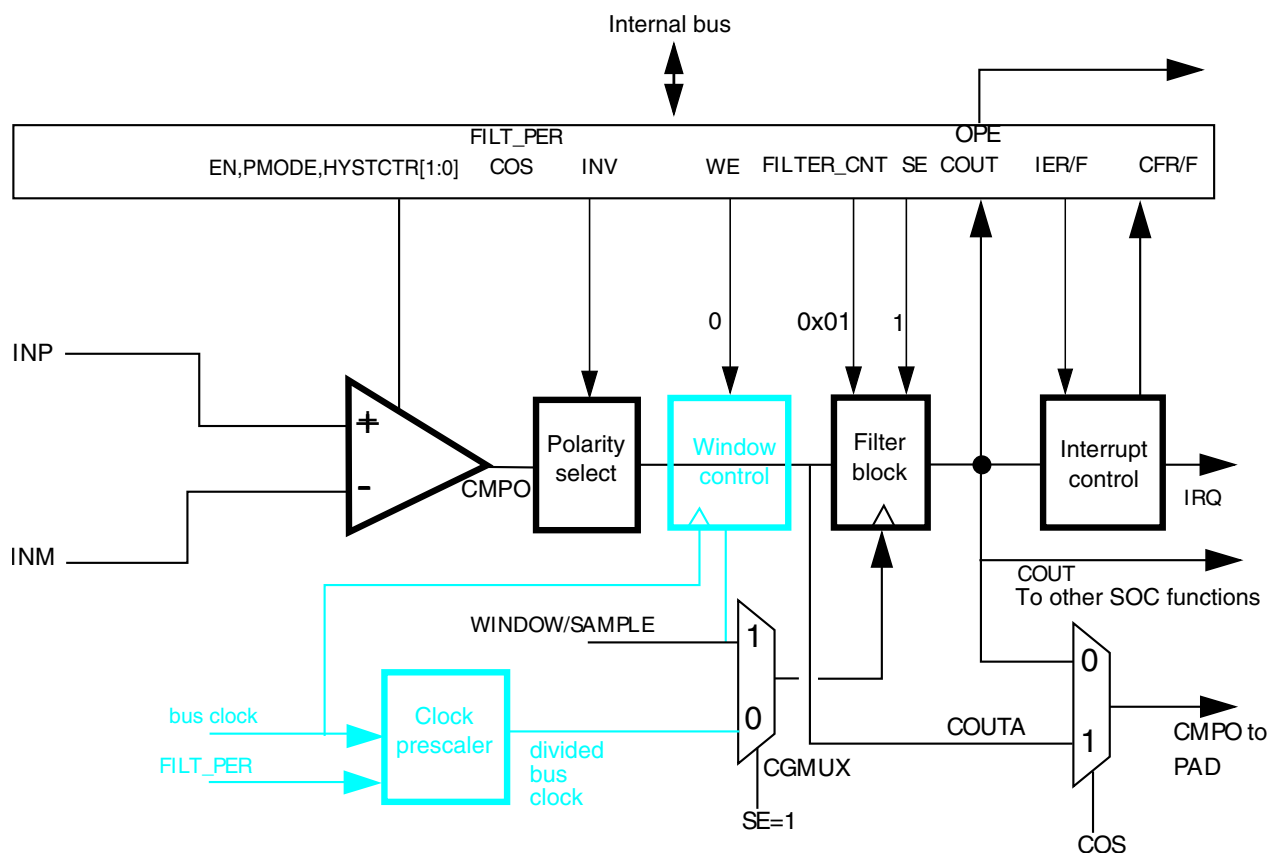 Internal bus
FILT_PER
OPE
EN,PMODE,HYSTCTR[1:0]
COS
INV
WE
FILTER_CNT
SE
COUT
IER/F
CFR/F
0
0x01
1
INP
+
-
CMPO
Polarity
select
Window
control
Filter
block
Interrupt
control
IRQ
INM
COUT
To other SOC functions
WINDOW/SAMPLE
1
0
bus clock
FILT_PER
Clock
prescaler
divided
bus
clock
CGMUX
SE=1
COUTA
0
1
CMPO to
PAD
COS